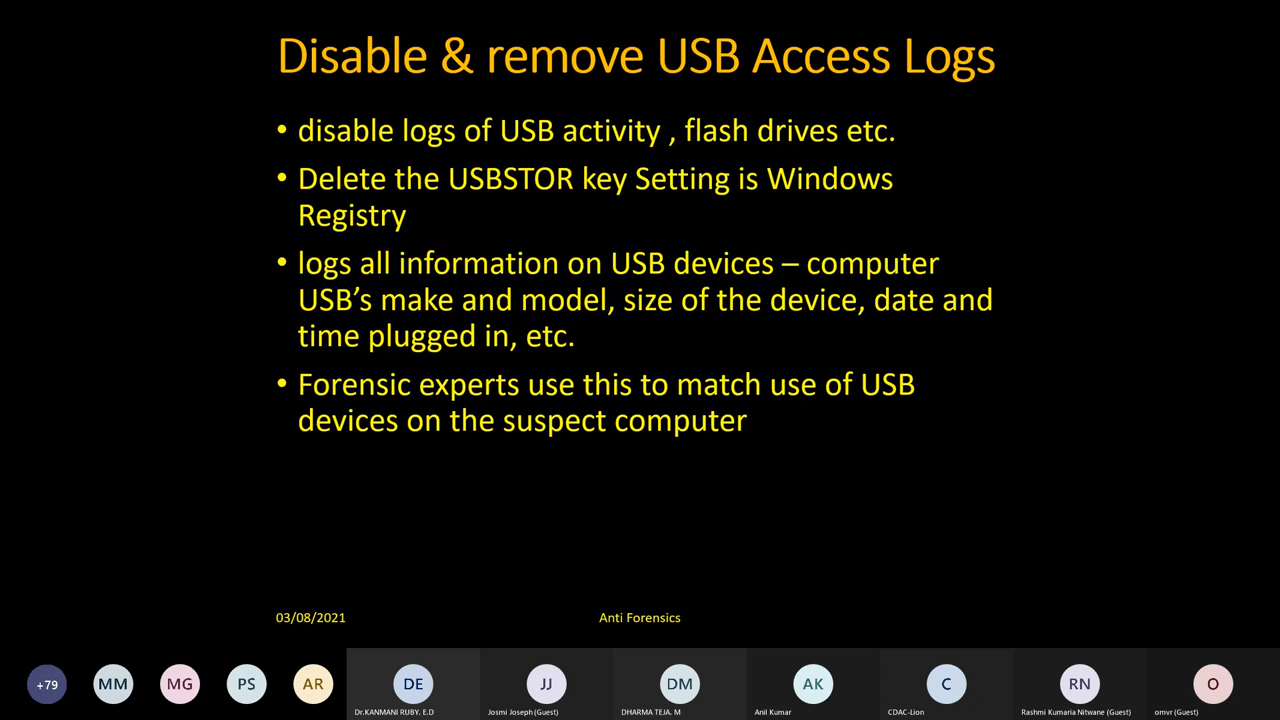 Disable & remove USB Access Logs
• disable logs of USB activity , flash drives etc.
• Delete the USBSTOR key Setting is Windows
Registry
• logs all information on USB devices – computer
USB’s make and model, size of the device, date and
time plugged in, etc.
• Forensic experts use this to match use of USB
devices on the suspect computer
03/08/2021
Anti Forensics
+79
MM
MG
PS
AR
DE
JJ
DM
AK
C
RN
O
Dr.KANMANI RUBY. E.D
Josmi Joseph (Guest)
DHARMA TEJA. M
Anil Kumar
CDAC-Lion
Rashmi Kumaria Nitwane (Guest)
omvr (Guest)